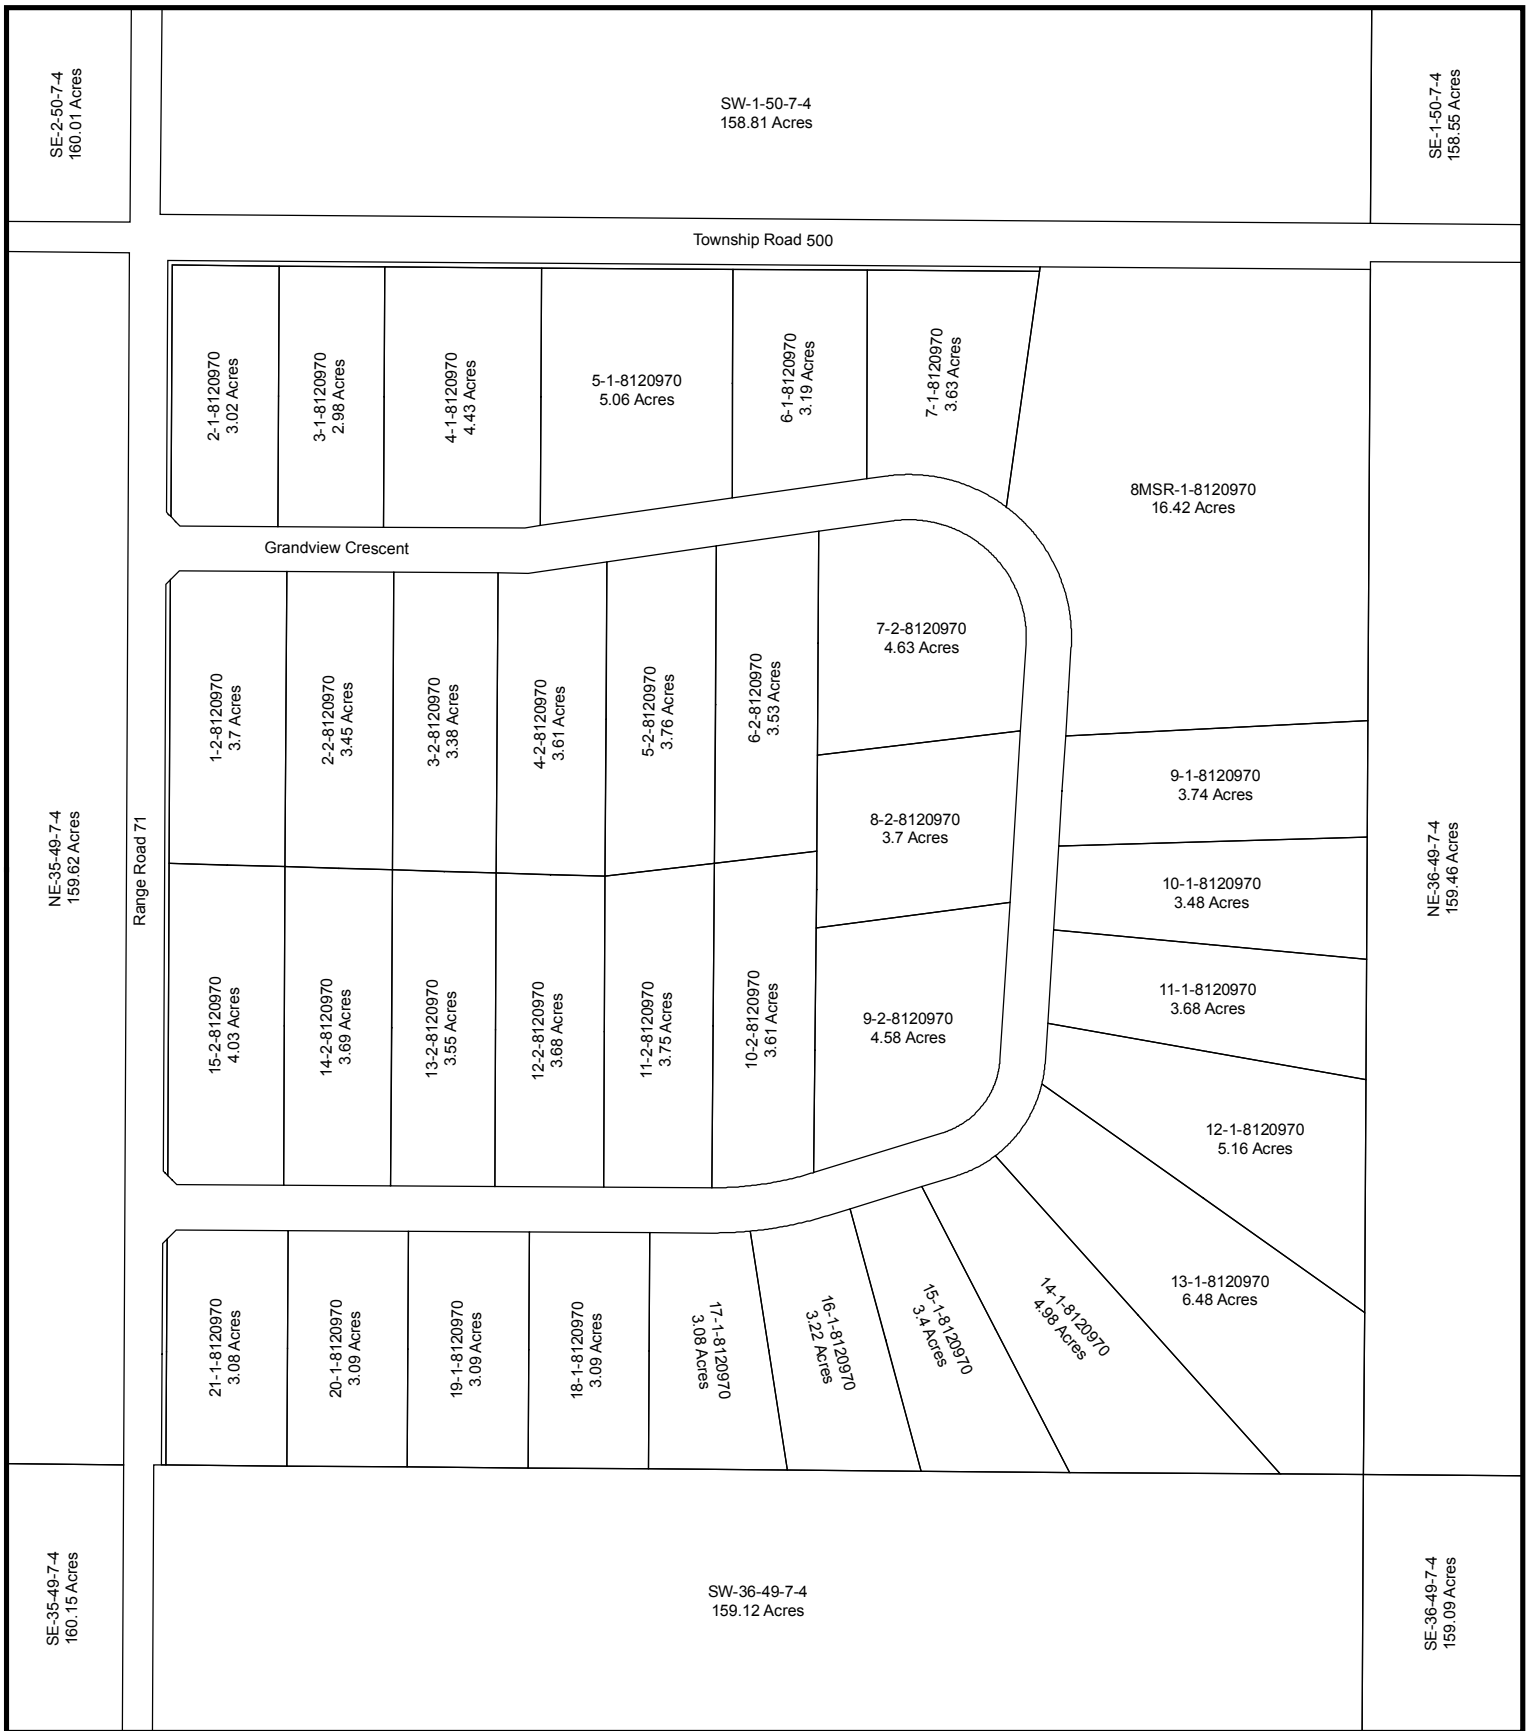 SE-2-50-7-4
160.01 Acres
SW-1-50-7-4
158.81 Acres
SE-1-50-7-4
158.55 Acres
Township Road 500
2-1-8120970
3.02 Acres
3-1-8120970
2.98 Acres
4-1-8120970
4.43 Acres
5-1-8120970
5.06 Acres
6-1-8120970
3.19 Acres
7-1-8120970
3.63 Acres
8MSR-1-8120970
16.42 Acres
Grandview Crescent
1-2-8120970
3.7 Acres
2-2-8120970
3.45 Acres
3-2-8120970
3.38 Acres
4-2-8120970
3.61 Acres
5-2-8120970
3.76 Acres
6-2-8120970
3.53 Acres
7-2-8120970
4.63 Acres
8-2-8120970
3.7 Acres
9-1-8120970
3.74 Acres
10-1-8120970
3.48 Acres
NE-35-49-7-4
159.62 Acres
Range Road 71
NE-36-49-7-4
159.46 Acres
15-2-8120970
4.03 Acres
14-2-8120970
3.69 Acres
13-2-8120970
3.55 Acres
12-2-8120970
3.68 Acres
11-2-8120970
3.75 Acres
10-2-8120970
3.61 Acres
9-2-8120970
4.58 Acres
11-1-8120970
3.68 Acres
12-1-8120970
5.16 Acres
13-1-8120970
6.48 Acres
21-1-8120970
3.08 Acres
20-1-8120970
3.09 Acres
19-1-8120970
3.09 Acres
18-1-8120970
3.09 Acres
17-1-8120970
3.08 Acres
16-1-8120970
3.22 Acres
15-1-8120970
3.4 Acres
14-1-8120970
4.98 Acres
SE-35-49-7-4
160.15 Acres
SW-36-49-7-4
159.12 Acres
SE-36-49-7-4
159.09 Acres